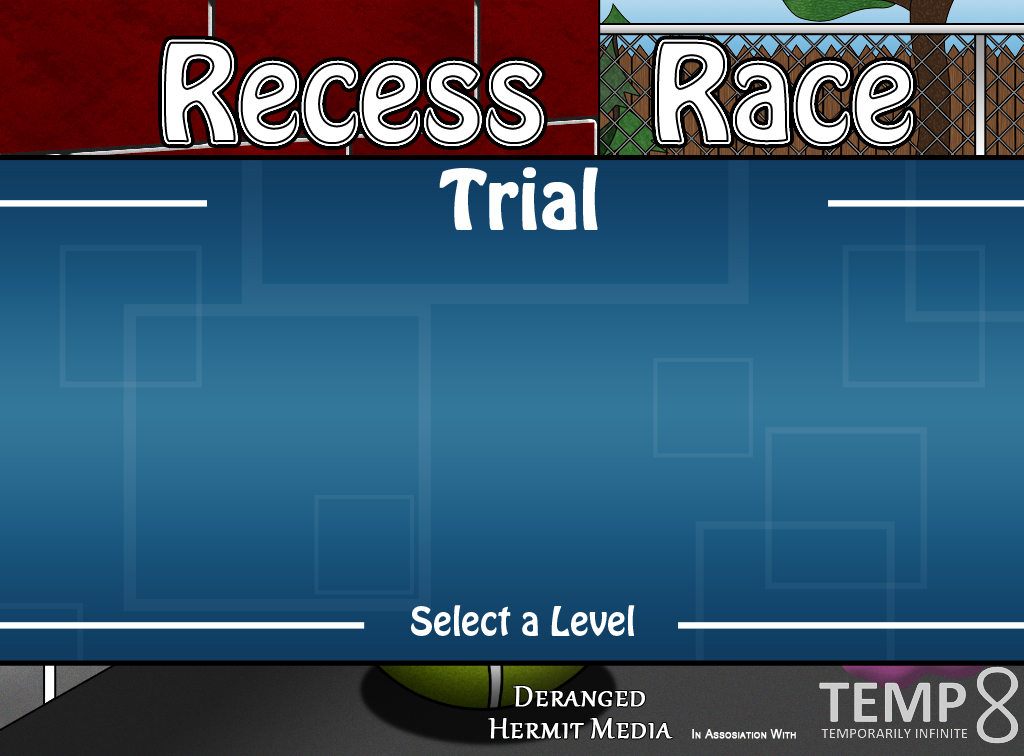 Recess Race
Trial
Select a Level
Deranged
Hermit Media
In Assosiation With
TEMP8
TEMPORARILY INFINITE